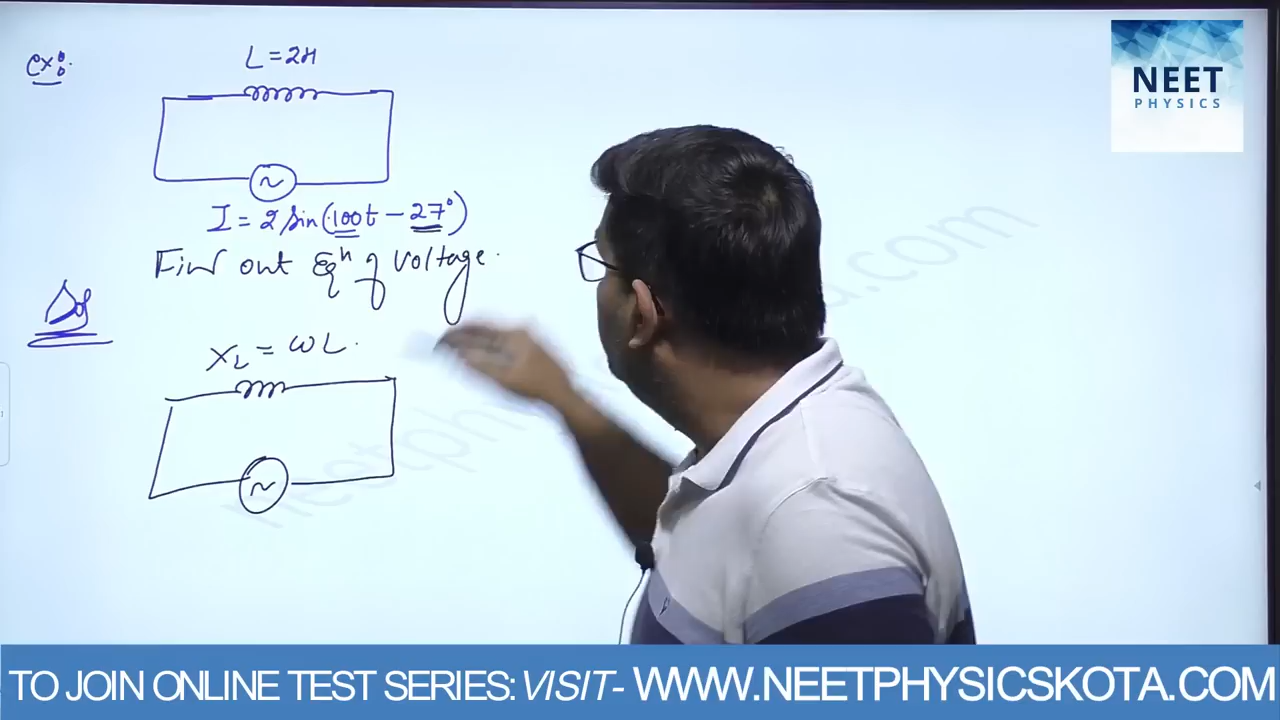 Ex:
L = 2H
I = 2 sin(100t - 27°)
Find out Eqn of voltage.
Sol
XL = ωL.
NEET
PHYSICS
TO JOIN ONLINE TEST SERIES: VISIT- WWW.NEETPHYSICSKOTA.COM